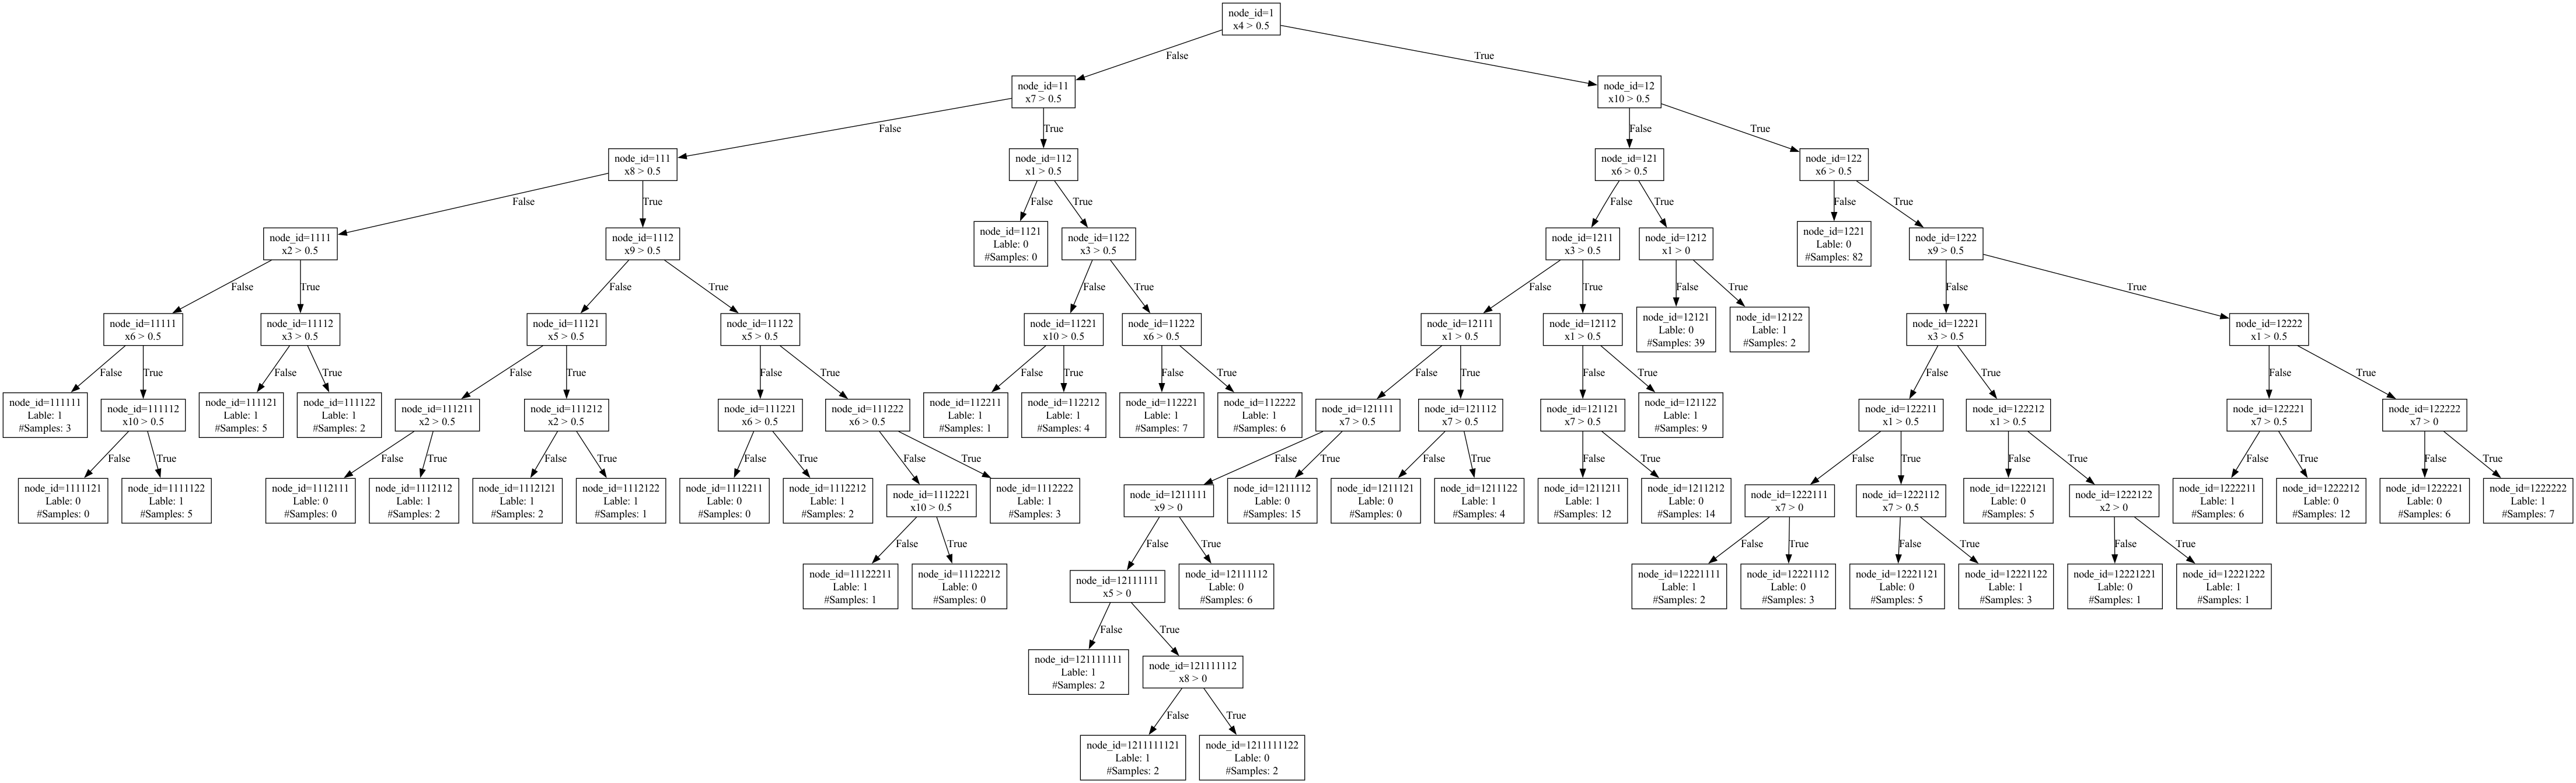 node_id=1
x4 > 0.5
False
True
node_id=11
x7 > 0.5
node_id=12
x10 > 0.5
False
True
False
True
node_id=111
x8 > 0.5
node_id=112
x1 > 0.5
node_id=121
x6 > 0.5
node_id=122
x6 > 0.5
False
True
False
True
False
True
False
True
node_id=1111
x2 > 0.5
node_id=1112
x9 > 0.5
node_id=1121
Lable: 0
#Samples: 0
node_id=1122
x3 > 0.5
node_id=1211
x3 > 0.5
node_id=1212
x1 > 0
node_id=1221
Lable: 0
#Samples: 82
node_id=1222
x9 > 0.5
False
True
False
True
False
True
False
True
False
True
False
True
node_id=11111
x6 > 0.5
node_id=11112
x3 > 0.5
node_id=11121
x5 > 0.5
node_id=11122
x5 > 0.5
node_id=11221
x10 > 0.5
node_id=11222
x6 > 0.5
node_id=12111
x1 > 0.5
node_id=12112
x1 > 0.5
node_id=12121
Lable: 0
#Samples: 39
node_id=12122
Lable: 1
#Samples: 2
node_id=12221
x3 > 0.5
node_id=12222
x1 > 0.5
False
True
False
True
False
True
False
True
False
True
False
True
False
True
False
True
False
True
False
True
node_id=111111
Lable: 1
#Samples: 3
node_id=111112
x10 > 0.5
node_id=111121
Lable: 1
#Samples: 5
node_id=111122
Lable: 1
#Samples: 2
node_id=111211
x2 > 0.5
node_id=111212
x2 > 0.5
node_id=111221
x6 > 0.5
node_id=111222
x6 > 0.5
node_id=112211
Lable: 1
#Samples: 1
node_id=112212
Lable: 1
#Samples: 4
node_id=112221
Lable: 1
#Samples: 7
node_id=112222
Lable: 1
#Samples: 6
node_id=121111
x7 > 0.5
node_id=121112
x7 > 0.5
node_id=121121
x7 > 0.5
node_id=121122
Lable: 1
#Samples: 9
node_id=122211
x1 > 0.5
node_id=122212
x1 > 0.5
node_id=122221
x7 > 0.5
node_id=122222
x7 > 0
False
True
False
True
False
True
False
True
False
True
False
True
False
True
False
True
False
True
False
True
False
True
False
True
node_id=1111121
Lable: 0
#Samples: 0
node_id=1111122
Lable: 1
#Samples: 5
node_id=1112111
Lable: 0
#Samples: 0
node_id=1112112
Lable: 1
#Samples: 2
node_id=1112121
Lable: 1
#Samples: 2
node_id=1112122
Lable: 1
#Samples: 1
node_id=1112211
Lable: 0
#Samples: 0
node_id=1112212
Lable: 1
#Samples: 2
node_id=1112221
x10 > 0.5
node_id=1112222
Lable: 1
#Samples: 3
node_id=1211111
x9 > 0
node_id=1211112
Lable: 0
#Samples: 15
node_id=1211121
Lable: 0
#Samples: 0
node_id=1211122
Lable: 1
#Samples: 4
node_id=1211211
Lable: 1
#Samples: 12
node_id=1211212
Lable: 0
#Samples: 14
node_id=1222111
x7 > 0
node_id=1222112
x7 > 0.5
node_id=1222121
Lable: 0
#Samples: 5
node_id=1222122
x2 > 0
node_id=1222211
Lable: 1
#Samples: 6
node_id=1222212
Lable: 0
#Samples: 12
node_id=1222221
Lable: 0
#Samples: 6
node_id=1222222
Lable: 1
#Samples: 7
False
True
False
True
False
True
False
True
False
True
node_id=11122211
Lable: 1
#Samples: 1
node_id=11122212
Lable: 0
#Samples: 0
node_id=12111111
x5 > 0
node_id=12111112
Lable: 0
#Samples: 6
node_id=12221111
Lable: 1
#Samples: 2
node_id=12221112
Lable: 0
#Samples: 3
node_id=12221121
Lable: 0
#Samples: 5
node_id=12221122
Lable: 1
#Samples: 3
node_id=12221221
Lable: 0
#Samples: 1
node_id=12221222
Lable: 1
#Samples: 1
False
True
node_id=121111111
Lable: 1
#Samples: 2
node_id=121111112
x8 > 0
False
True
node_id=1211111121
Lable: 1
#Samples: 2
node_id=1211111122
Lable: 0
#Samples: 2